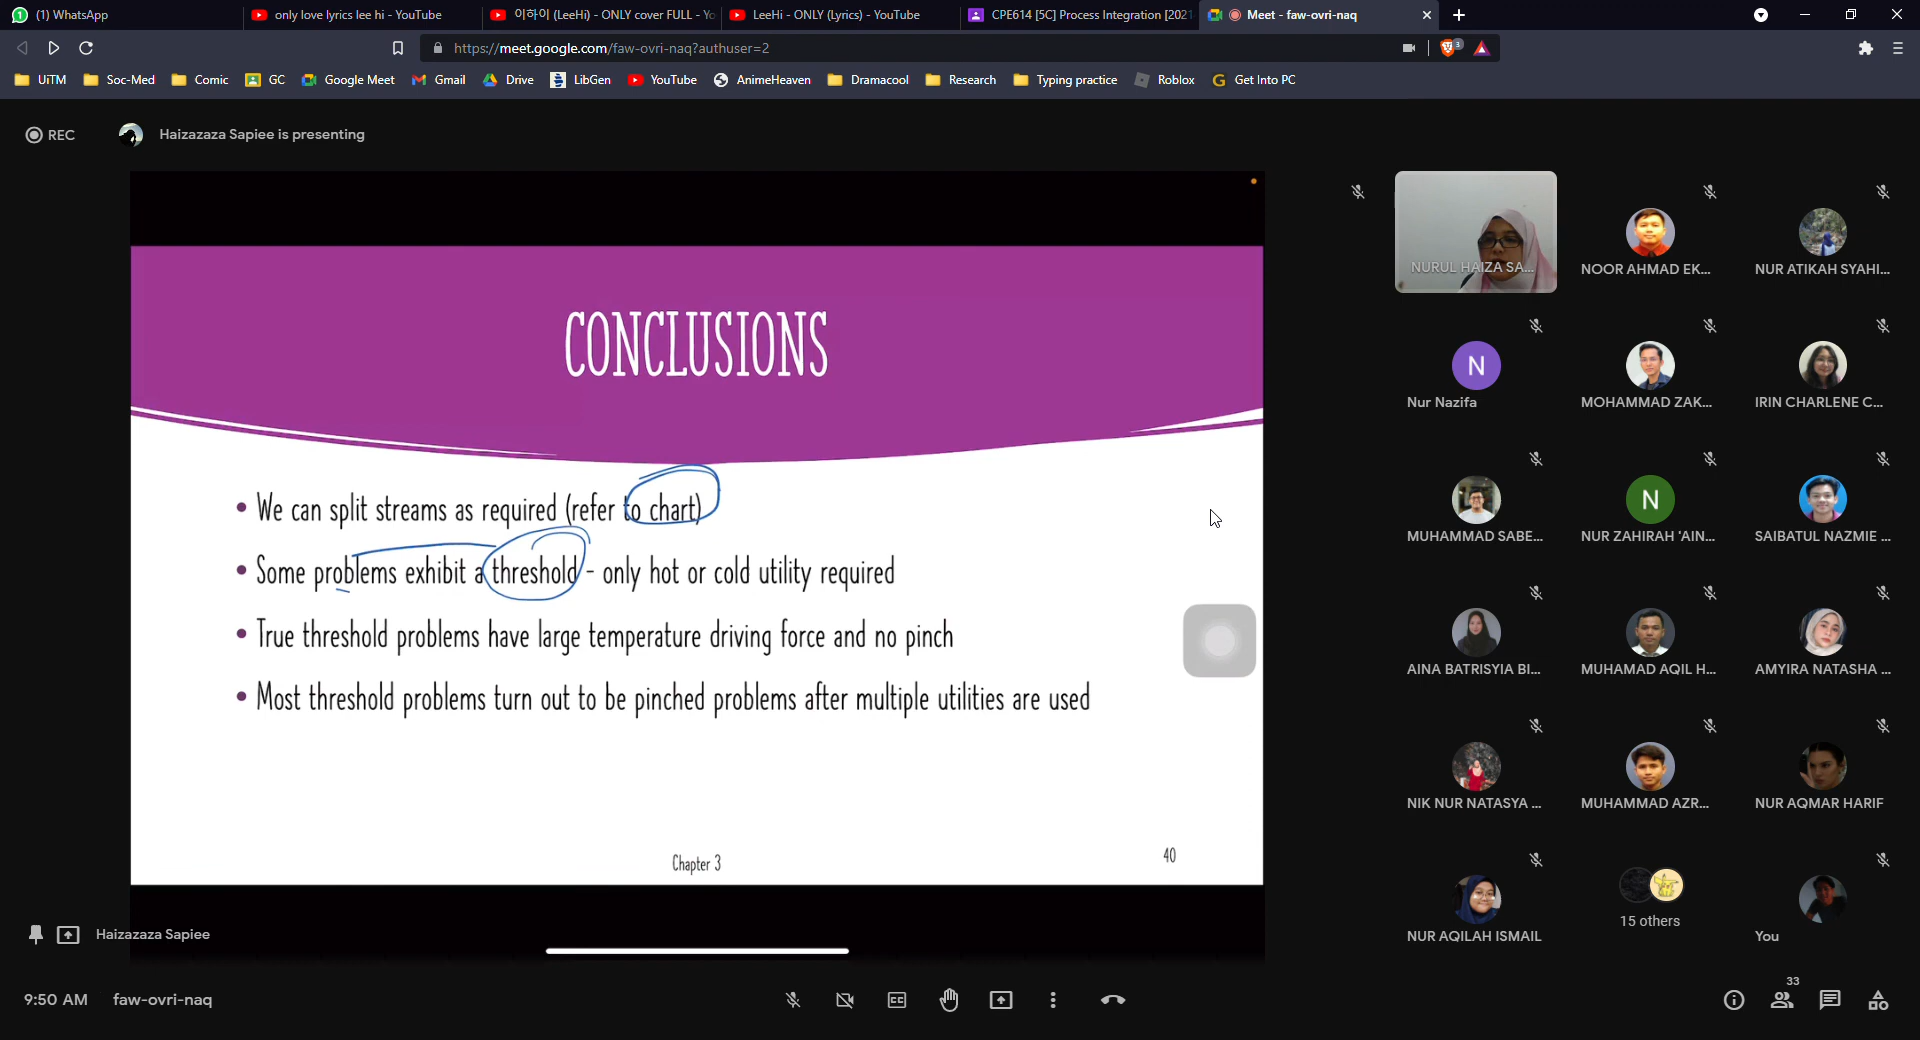 (1) WhatsApp
only love lyrics lee hi - YouTube
이하이 (LeeHi) - ONLY cover FULL - Yo
LeeHi - ONLY (Lyrics) - YouTube
CPE614 [5C] Process Integration [2021
Meet - faw-ovri-naq
https://meet.google.com/faw-ovri-naq?authuser=2
3
UiTM
Soc-Med
Comic
GC
Google Meet
Gmail
Drive
LibGen
YouTube
AnimeHeaven
Dramacool
Research
Typing practice
Roblox
Get Into PC
REC
Haizazaza Sapiee is presenting
CONCLUSIONS
• We can split streams as required (refer to chart)
• Some problems exhibit a threshold - only hot or cold utility required
• True threshold problems have large temperature driving force and no pinch
• Most threshold problems turn out to be pinched problems after multiple utilities are used
Chapter 3
40
NURUL HAIZA SA...
NOOR AHMAD EK...
NUR ATIKAH SYAHI...
N
Nur Nazifa
MOHAMMAD ZAK...
IRIN CHARLENE C...
MUHAMMAD SABE...
N
NUR ZAHIRAH 'AIN...
SAIBATUL NAZMIE ...
AINA BATRISYIA BI...
MUHAMAD AQIL H...
AMYIRA NATASHA ...
NIK NUR NATASYA ...
MUHAMMAD AZR...
NUR AQMAR HARIF
NUR AQILAH ISMAIL
15 others
You
Haizazaza Sapiee
9:50 AM
faw-ovri-naq
33